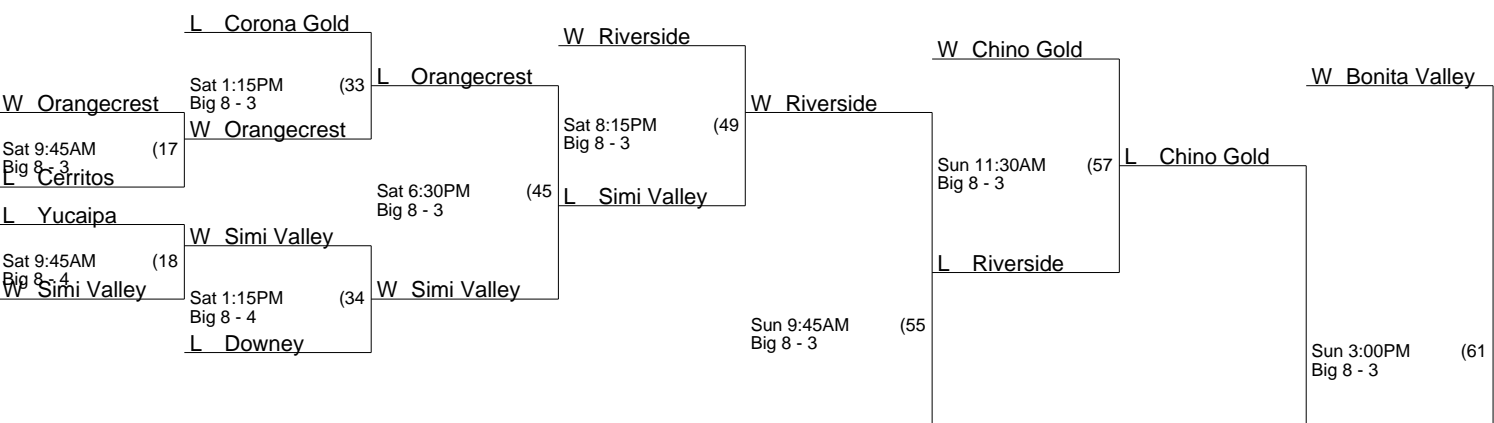 L Corona Gold
Sat 1:15PM (33
Big 8 - 3
W Orangecrest
Sat 9:45AM (17
Big 8 - 3
L Cerritos
W Orangecrest
L Yucaipa
Sat 9:45AM (18
Big 8 - 4
W Simi Valley
W Simi Valley
Sat 1:15PM (34
Big 8 - 4
L Downey
L Orangecrest
Sat 6:30PM (45
Big 8 - 3
W Simi Valley
W Riverside
Sat 8:15PM (49
Big 8 - 3
L Simi Valley
W Riverside
Sun 9:45AM (55
Big 8 - 3
W Chino Gold
Sun 11:30AM (57
Big 8 - 3
L Riverside
L Chino Gold
W Bonita Valley
Sun 3:00PM (61
Big 8 - 3